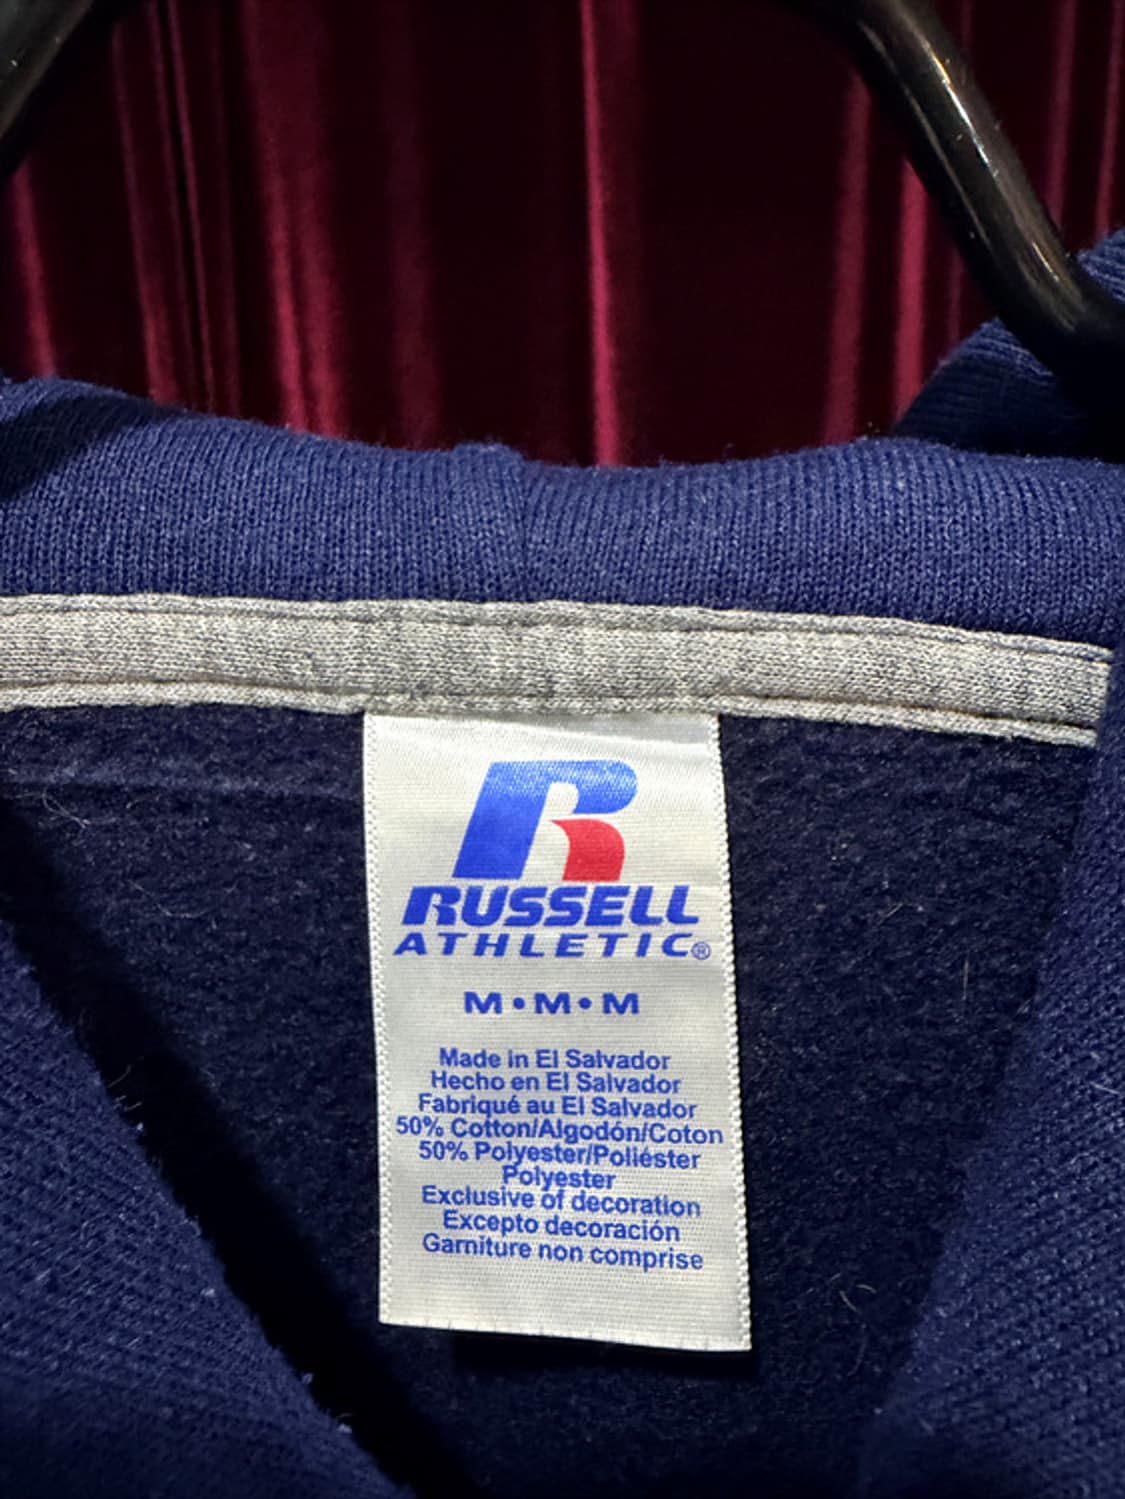 R
RUSSELL
ATHLETIC®
M•M•M
Made in El Salvador
Hecho en El Salvador
Fabriqué au El Salvador
50% Cotton/Algodón/Coton
50% Polyester/Poliéster
Polyester
Exclusive of decoration
Excepto decoración
Garniture non comprise